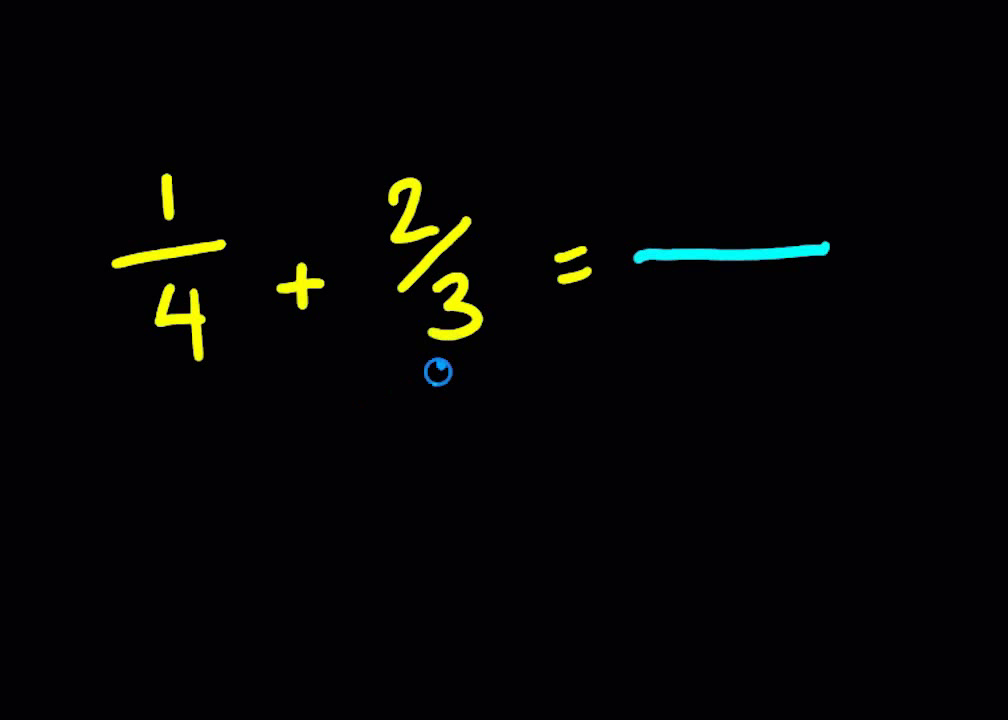 1/4 + 2/3 =